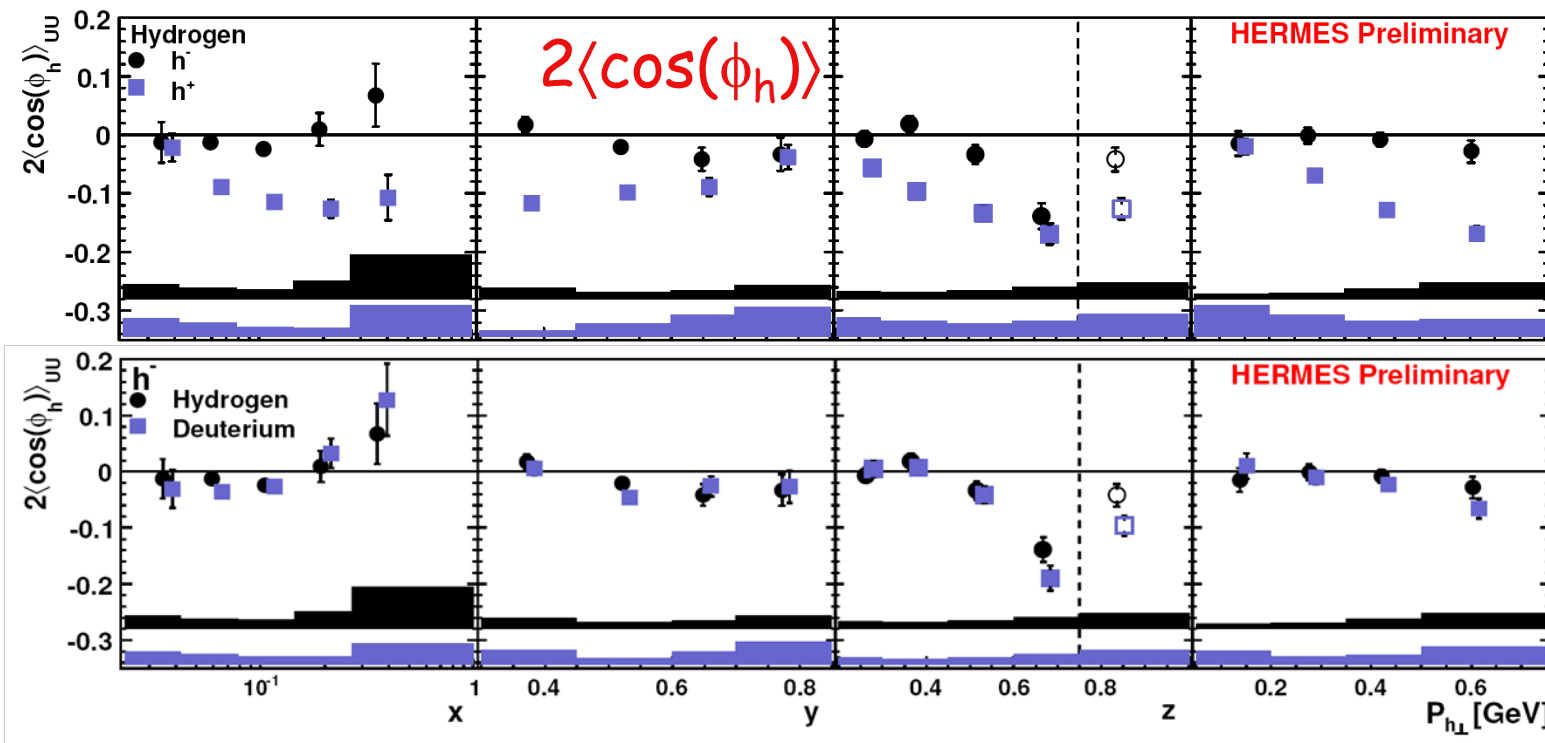 0.2
Hydrogen
h-
h+
2⟨cos(ϕh)⟩
HERMES Preliminary
2⟨cos(ϕh)⟩UU
0.1
0
-0.1
-0.2
-0.3
0.2
h-
Hydrogen
Deuterium
HERMES Preliminary
2⟨cos(ϕh)⟩UU
0.1
0
-0.1
-0.2
-0.3
10-1 1 0.4 0.6 0.8 0.4 0.6 0.8 0.2 0.4 0.6
x y z Ph⊥ [GeV]